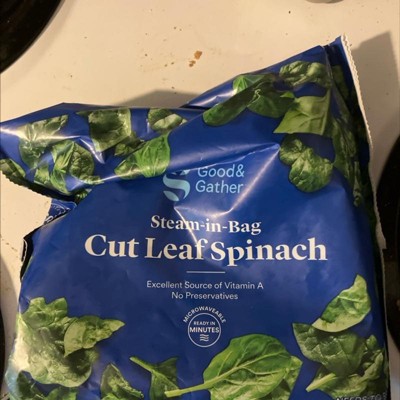 Good&
Gather
Steam-in-Bag
Cut Leaf Spinach
Excellent Source of Vitamin A
No Preservatives
MICROWAVEABLE
READY IN
MINUTES